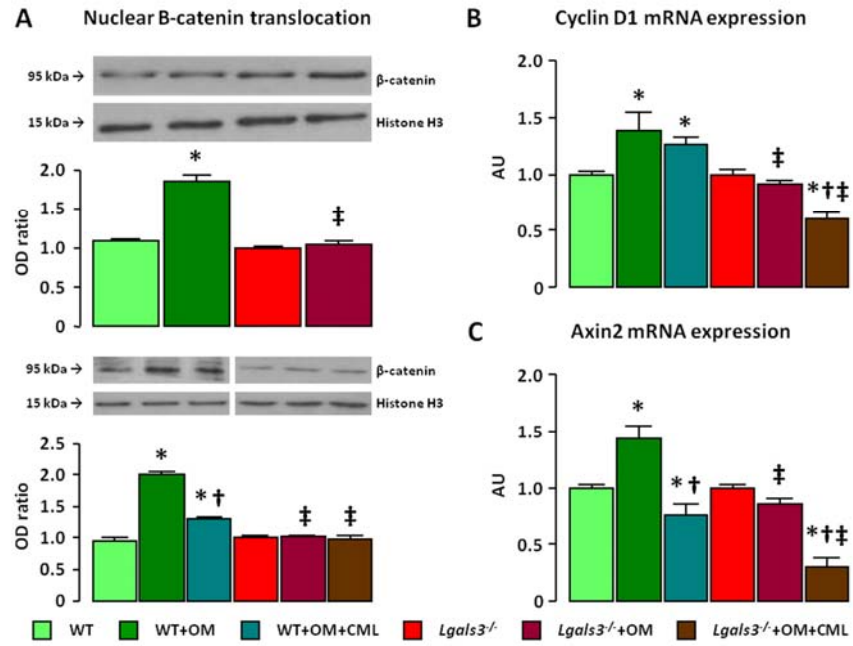 A Nuclear B-catenin translocation
95 kDa → β-catenin
15 kDa → Histone H3
OD ratio
2.0
1.5
1.0
0.5
0
*
‡
95 kDa → β-catenin
15 kDa → Histone H3
OD ratio
2.5
2.0
1.5
1.0
0.5
0
*
* †
‡
‡
B Cyclin D1 mRNA expression
AU
2.0
1.5
1.0
0.5
0
*
*
‡
*†‡
C Axin2 mRNA expression
AU
2.0
1.5
1.0
0.5
0
*
* †
‡
*†‡
WT WT+OM WT+OM+CML Lgals3-/- Lgals3-/-+OM Lgals3-/-+OM+CML